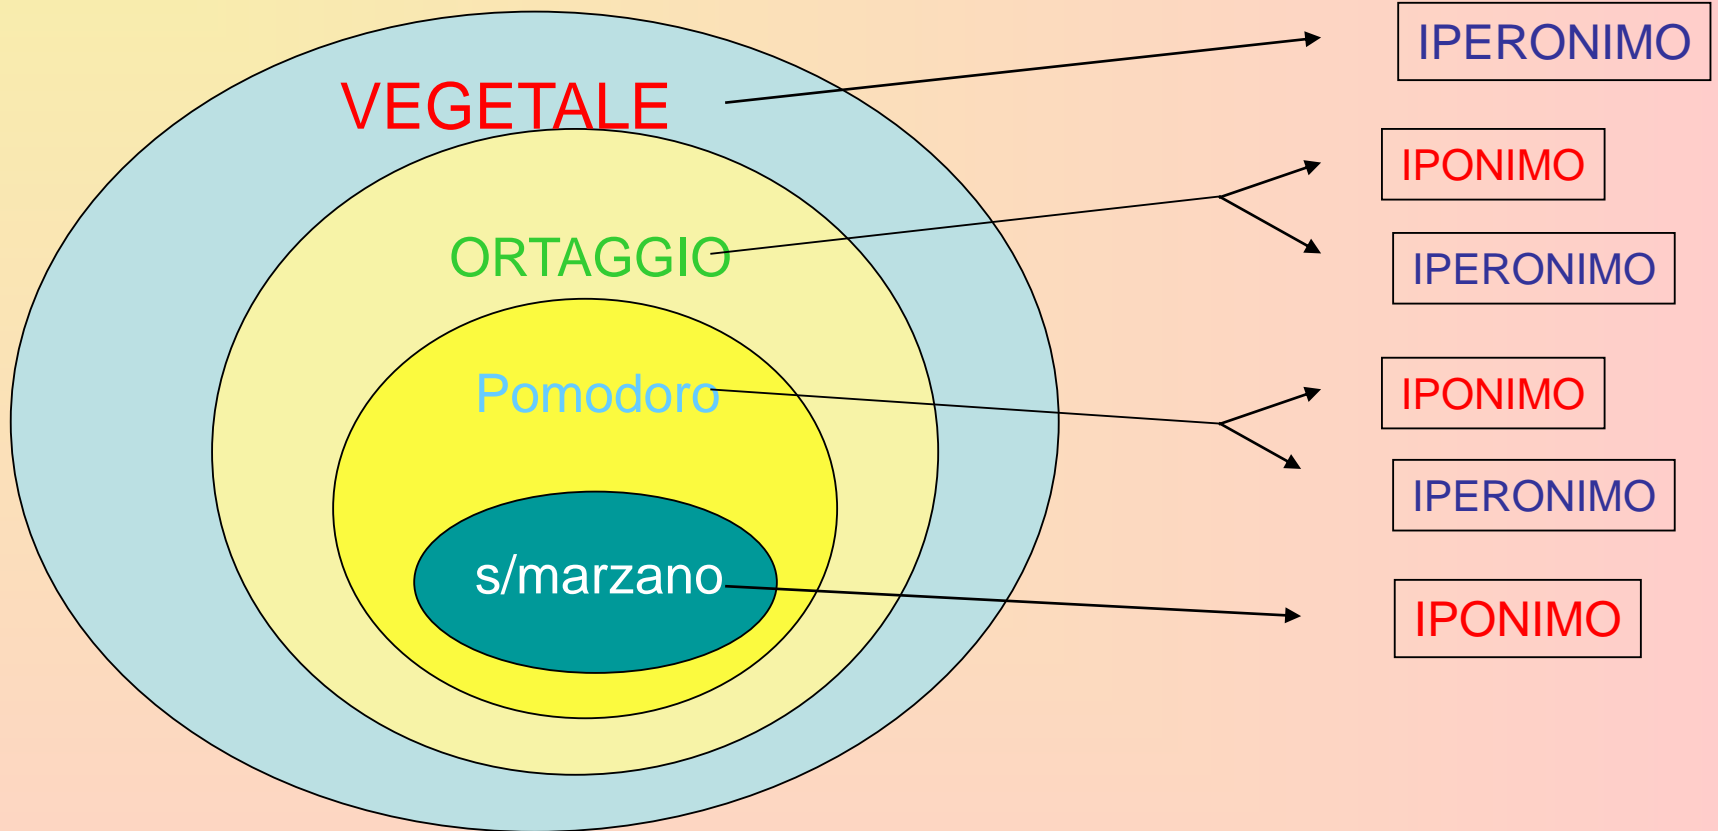 IPERONIMO
VEGETALE
IPONIMO
ORTAGGIO
IPERONIMO
Pomodoro
IPONIMO
IPERONIMO
s/marzano
IPONIMO